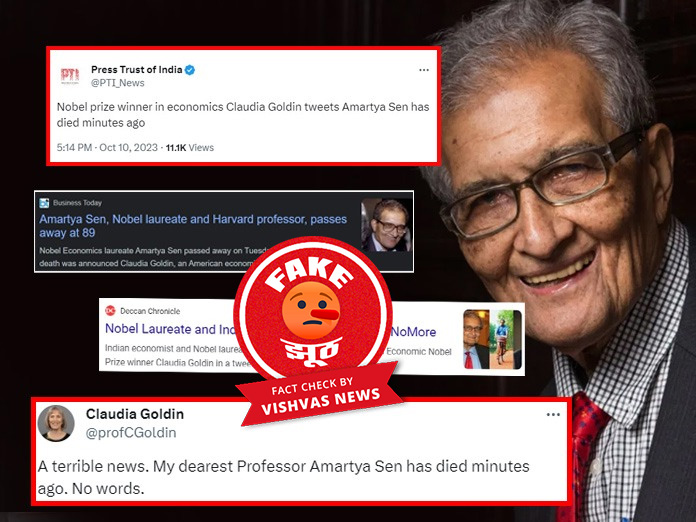 PTI
Press Trust of India
@PTI_News
Nobel prize winner in economics Claudia Goldin tweets Amartya Sen has
died minutes ago
5:14 PM · Oct 10, 2023 · 11.1K Views
Business Today
Amartya Sen, Nobel laureate and Harvard professor, passes
away at 89
Nobel Economics laureate Amartya Sen passed away on Tuesd
death was announced Claudia Goldin, an American econom
FAKE
झूठ
FACT CHECK BY
VISHVAS NEWS
DC Deccan Chronicle
Nobel Laureate and Ind NoMore
Indian economist and Nobel laurea Economic Nobel
Prize winner Claudia Goldin in a twee
Claudia Goldin
@profCGoldin
A terrible news. My dearest Professor Amartya Sen has died minutes
ago. No words.